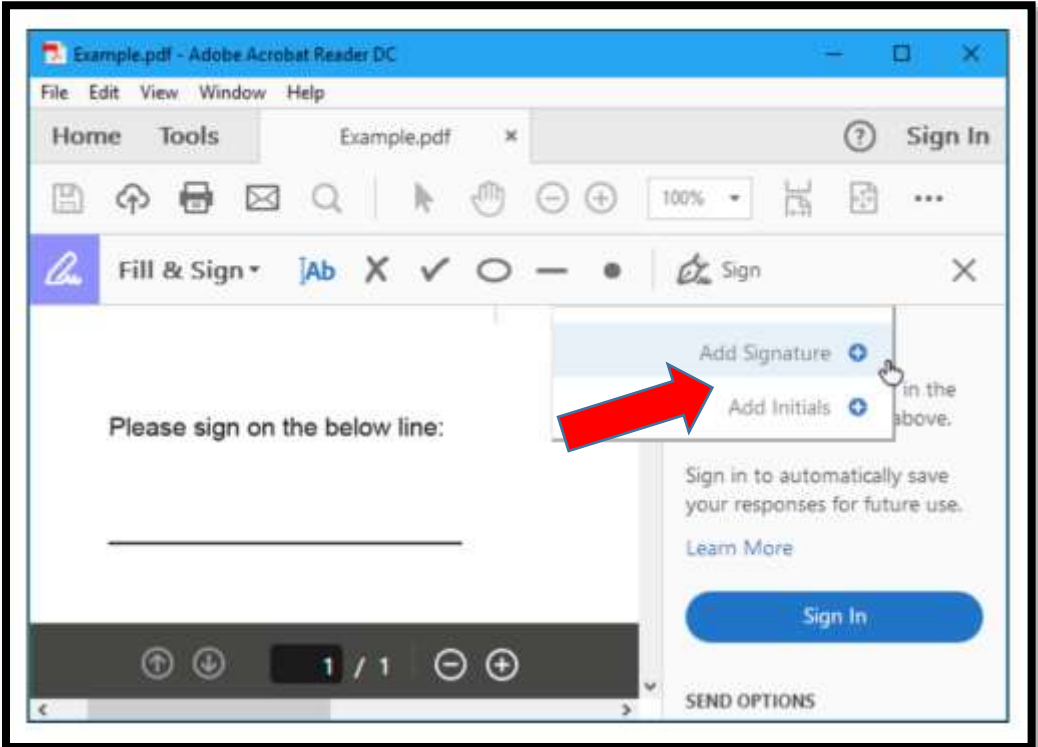 Example.pdf - Adobe Acrobat Reader DC
File Edit View Window Help
Home Tools Example.pdf × Sign In
100%
Fill & Sign Ab Sign
Add Signature
Add Initials
in the
above.
Please sign on the below line:
Sign in to automatically save
your responses for future use.
Learn More
Sign In
1 / 1
SEND OPTIONS